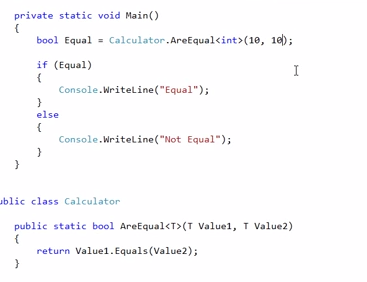 private static void Main()
{
bool Equal = Calculator.AreEqual<int>(10, 10);
if (Equal)
{
Console.WriteLine("Equal");
}
else
{
Console.WriteLine("Not Equal");
}
}
ublic class Calculator
public static bool AreEqual<T>(T Value1, T Value2)
{
return Value1.Equals(Value2);
}